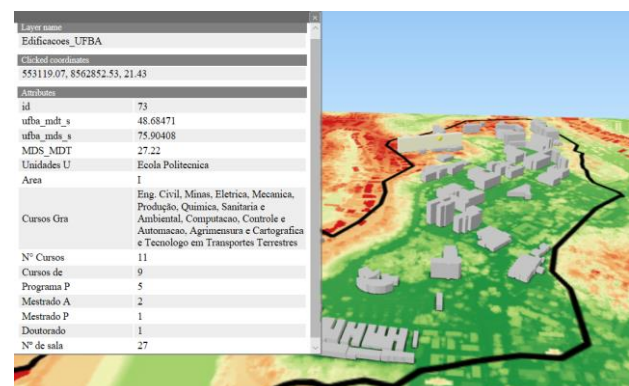 Layer name
Edificacoes_UFBA
Clicked coordinates
553119.07, 8562852.53, 21.43
Attributes
id 73
ufba_mdt_s 48.68471
ufba_mds_s 75.90408
MDS_MDT 27.22
Unidades U Ecola Politecnica
Area I
Cursos Gra Eng. Civil, Minas, Eletrica, Mecanica,
Produção, Quimica, Sanitaria e
Ambiental, Computacao, Controle e
Automacao, Agrimensura e Cartografica
e Tecnologo em Transportes Terrestres
N° Cursos 11
Cursos de 9
Programa P 5
Mestrado A 2
Mestrado P 1
Doutorado 1
Nº de sala 27